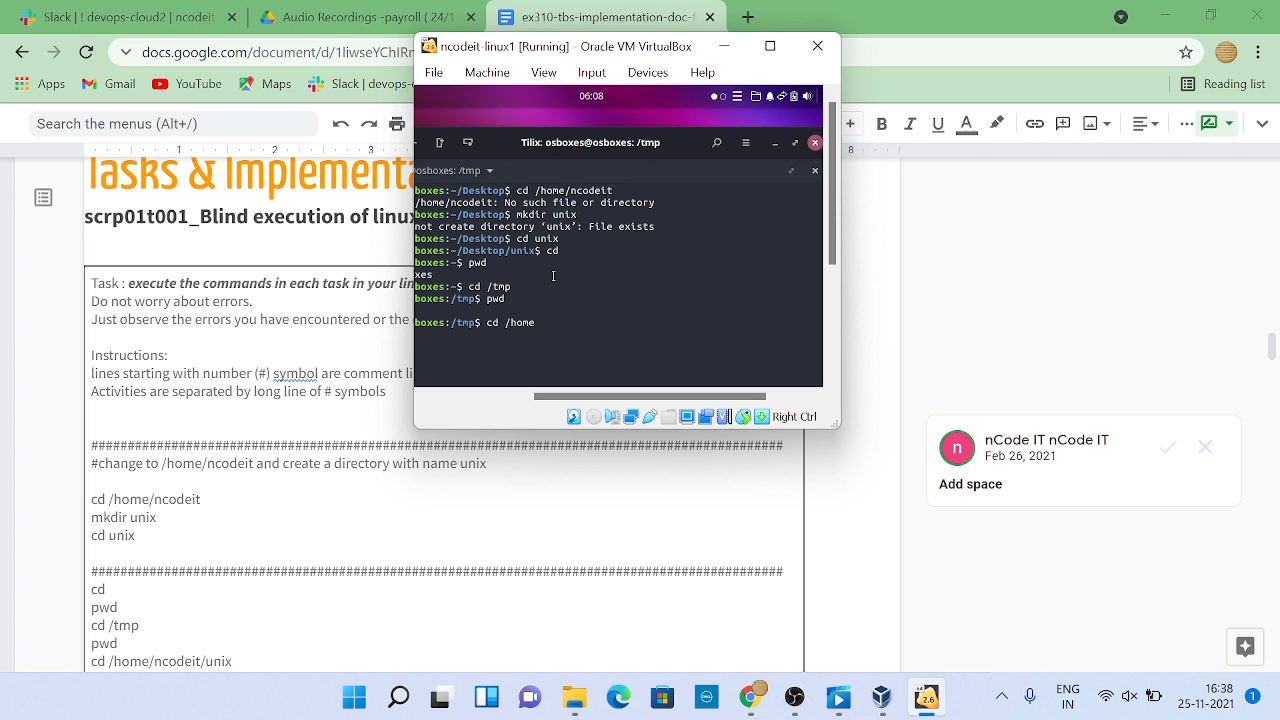 Slack | ! devops-cloud2 | ncodeit
Audio Recordings -payroll ( 24/1
ex310-tbs-implementation-doc-f
docs.google.com/document/d/1liwseYChIRr
Apps
Gmail
YouTube
Maps
Slack | devops-
Reading list
Search the menus (Alt+/)
1 2 3 8
ncodeit-linux1 [Running] - Oracle VM VirtualBox
File Machine View Input Devices Help
06:08
Tilix: osboxes@osboxes: /tmp
osboxes: /tmp
boxes:~/Desktop$ cd /home/ncodeit
/home/ncodeit: No such file or directory
boxes:~/Desktop$ mkdir unix
not create directory ‘unix’: File exists
boxes:~/Desktop$ cd unix
boxes:~/Desktop/unix$ cd
boxes:~$ pwd
xes
boxes:~$ cd /tmp
boxes:/tmp$ pwd
boxes:/tmp$ cd /home
Right Ctrl
Tasks & Implementa
scrp01t001_Blind execution of linux
Task : execute the commands in each task in your lin
Do not worry about errors.
Just observe the errors you have encountered or the
Instructions:
lines starting with number (#) symbol are comment li
Activities are separated by long line of # symbols
###############################################################################################
#change to /home/ncodeit and create a directory with name unix
cd /home/ncodeit
mkdir unix
cd unix
###############################################################################################
cd
pwd
cd /tmp
pwd
cd /home/ncodeit/unix
n
nCode IT nCode IT
Feb 26, 2021
Add space
ENG
IN
16:38
25-11-2021
1